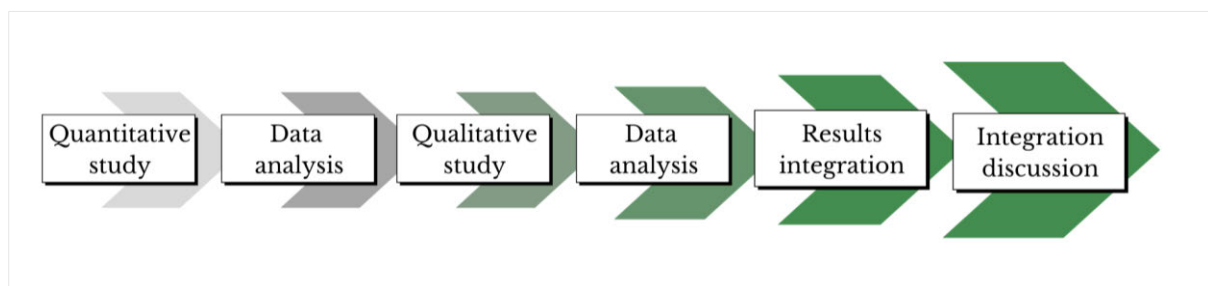 Quantitative
study
Data
analysis
Qualitative
study
Data
analysis
Results
integration
Integration
discussion